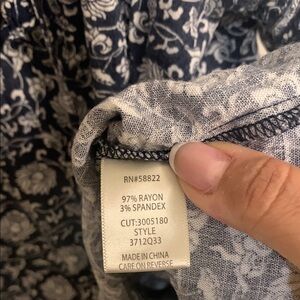 RN#58822
97% RAYON
3% SPANDEX
CUT:3005180
STYLE
3712Q33
MADE IN CHINA
CARE ON REVERSE